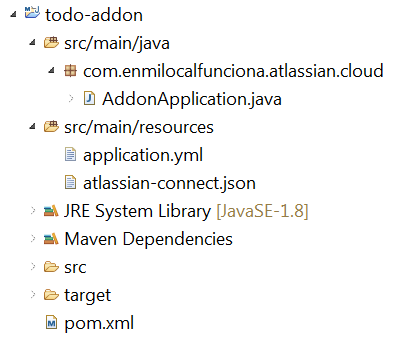 todo-addon
src/main/java
com.enmilocalfunciona.atlassian.cloud
AddonApplication.java
src/main/resources
application.yml
atlassian-connect.json
JRE System Library [JavaSE-1.8]
Maven Dependencies
src
target
pom.xml